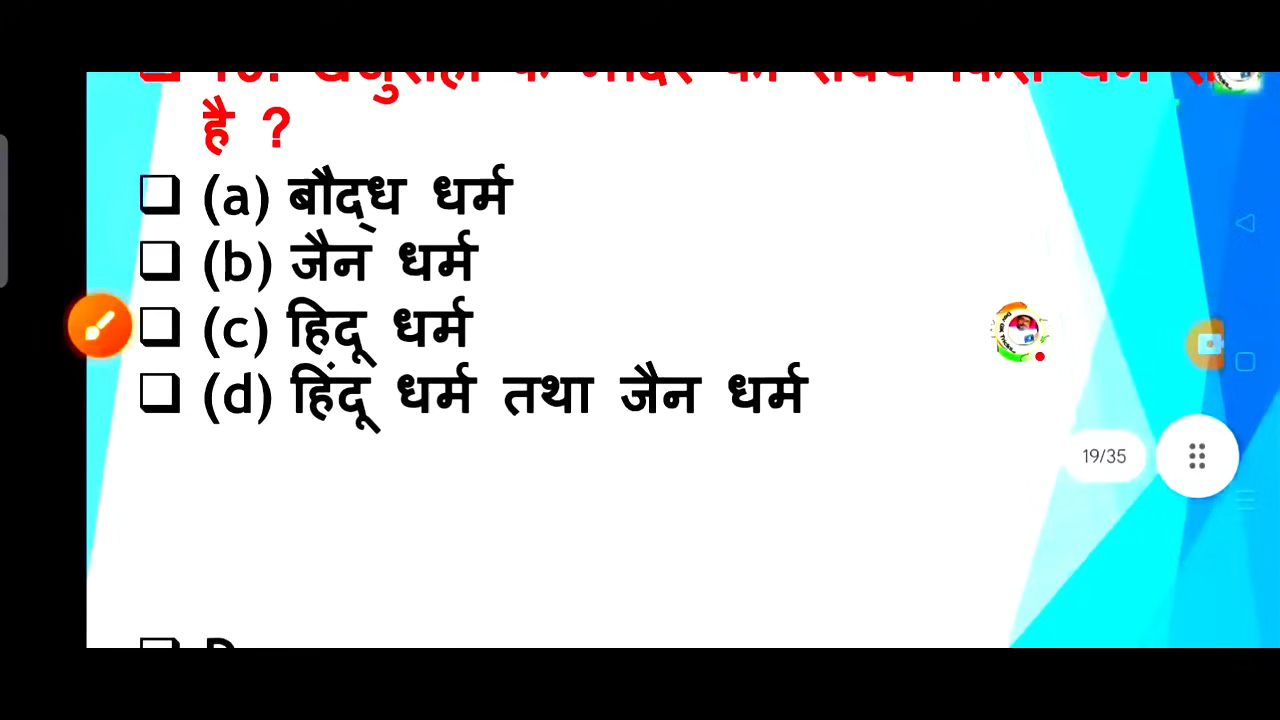 है ?
(a) बौद्ध धर्म
(b) जैन धर्म
(c) हिदू धर्म
(d) हिंदू धर्म तथा जैन धर्म
19/35